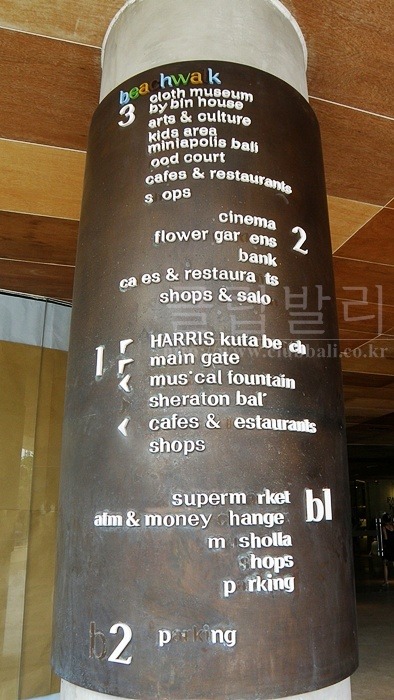 beachwalk
3 cloth museum
by bin house
arts & culture
kids area
miniapolis bali
ood court
cafes & restaurants
s ops
cinema
2 flower gar ens
bank
ca es & restaura ts
shops & salo
1 HARRIS kuta be ch
main gate
mus cal fountain
sheraton bal
cafes & estaurants
shops
superm rket
bl
atm & money change
m sholla
shops
p rking
b2 parking
클럽발리
www.clubbali.co.kr